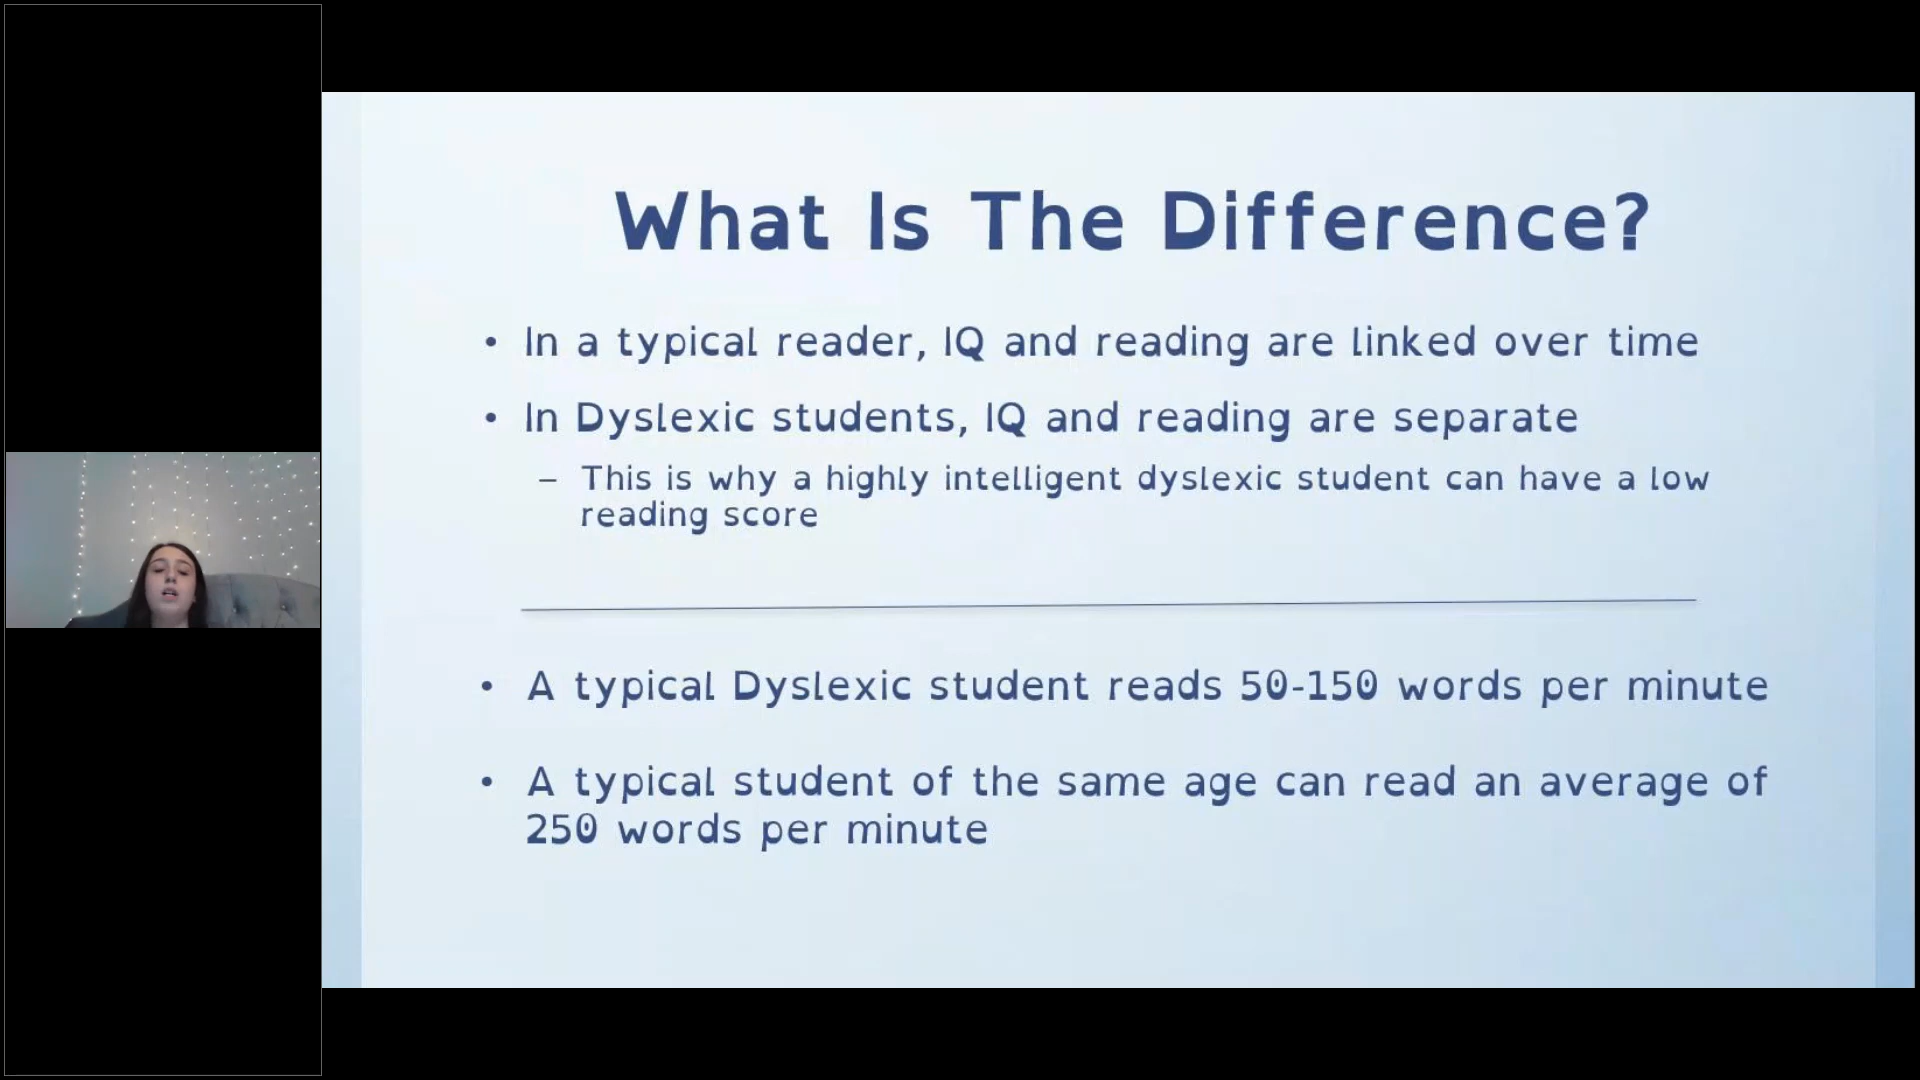 What Is The Difference?
• In a typical reader, IQ and reading are linked over time
• In Dyslexic students, IQ and reading are separate
– This is why a highly intelligent dyslexic student can have a low
reading score
• A typical Dyslexic student reads 50-150 words per minute
• A typical student of the same age can read an average of
250 words per minute